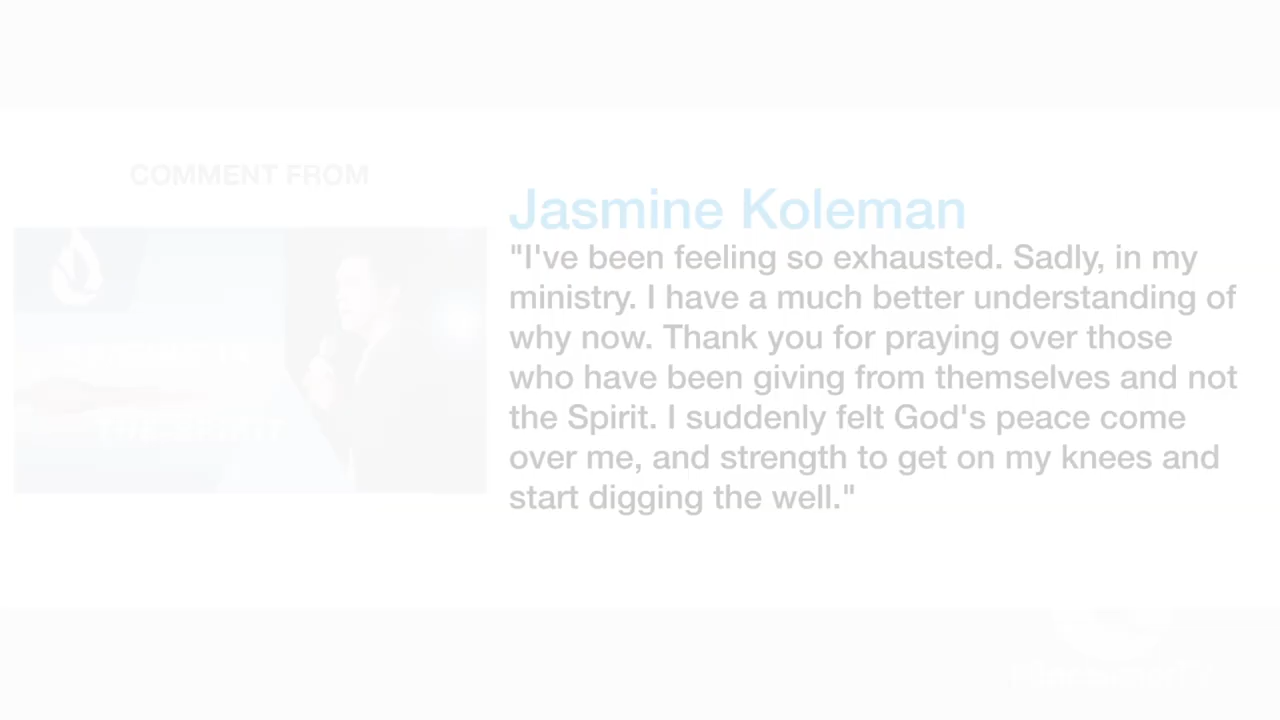 COMMENT FROM
Jasmine Koleman
"I've been feeling so exhausted. Sadly, in my
ministry. I have a much better understanding of
why now. Thank you for praying over those
who have been giving from themselves and not
the Spirit. I suddenly felt God's peace come
over me, and strength to get on my knees and
start digging the well."